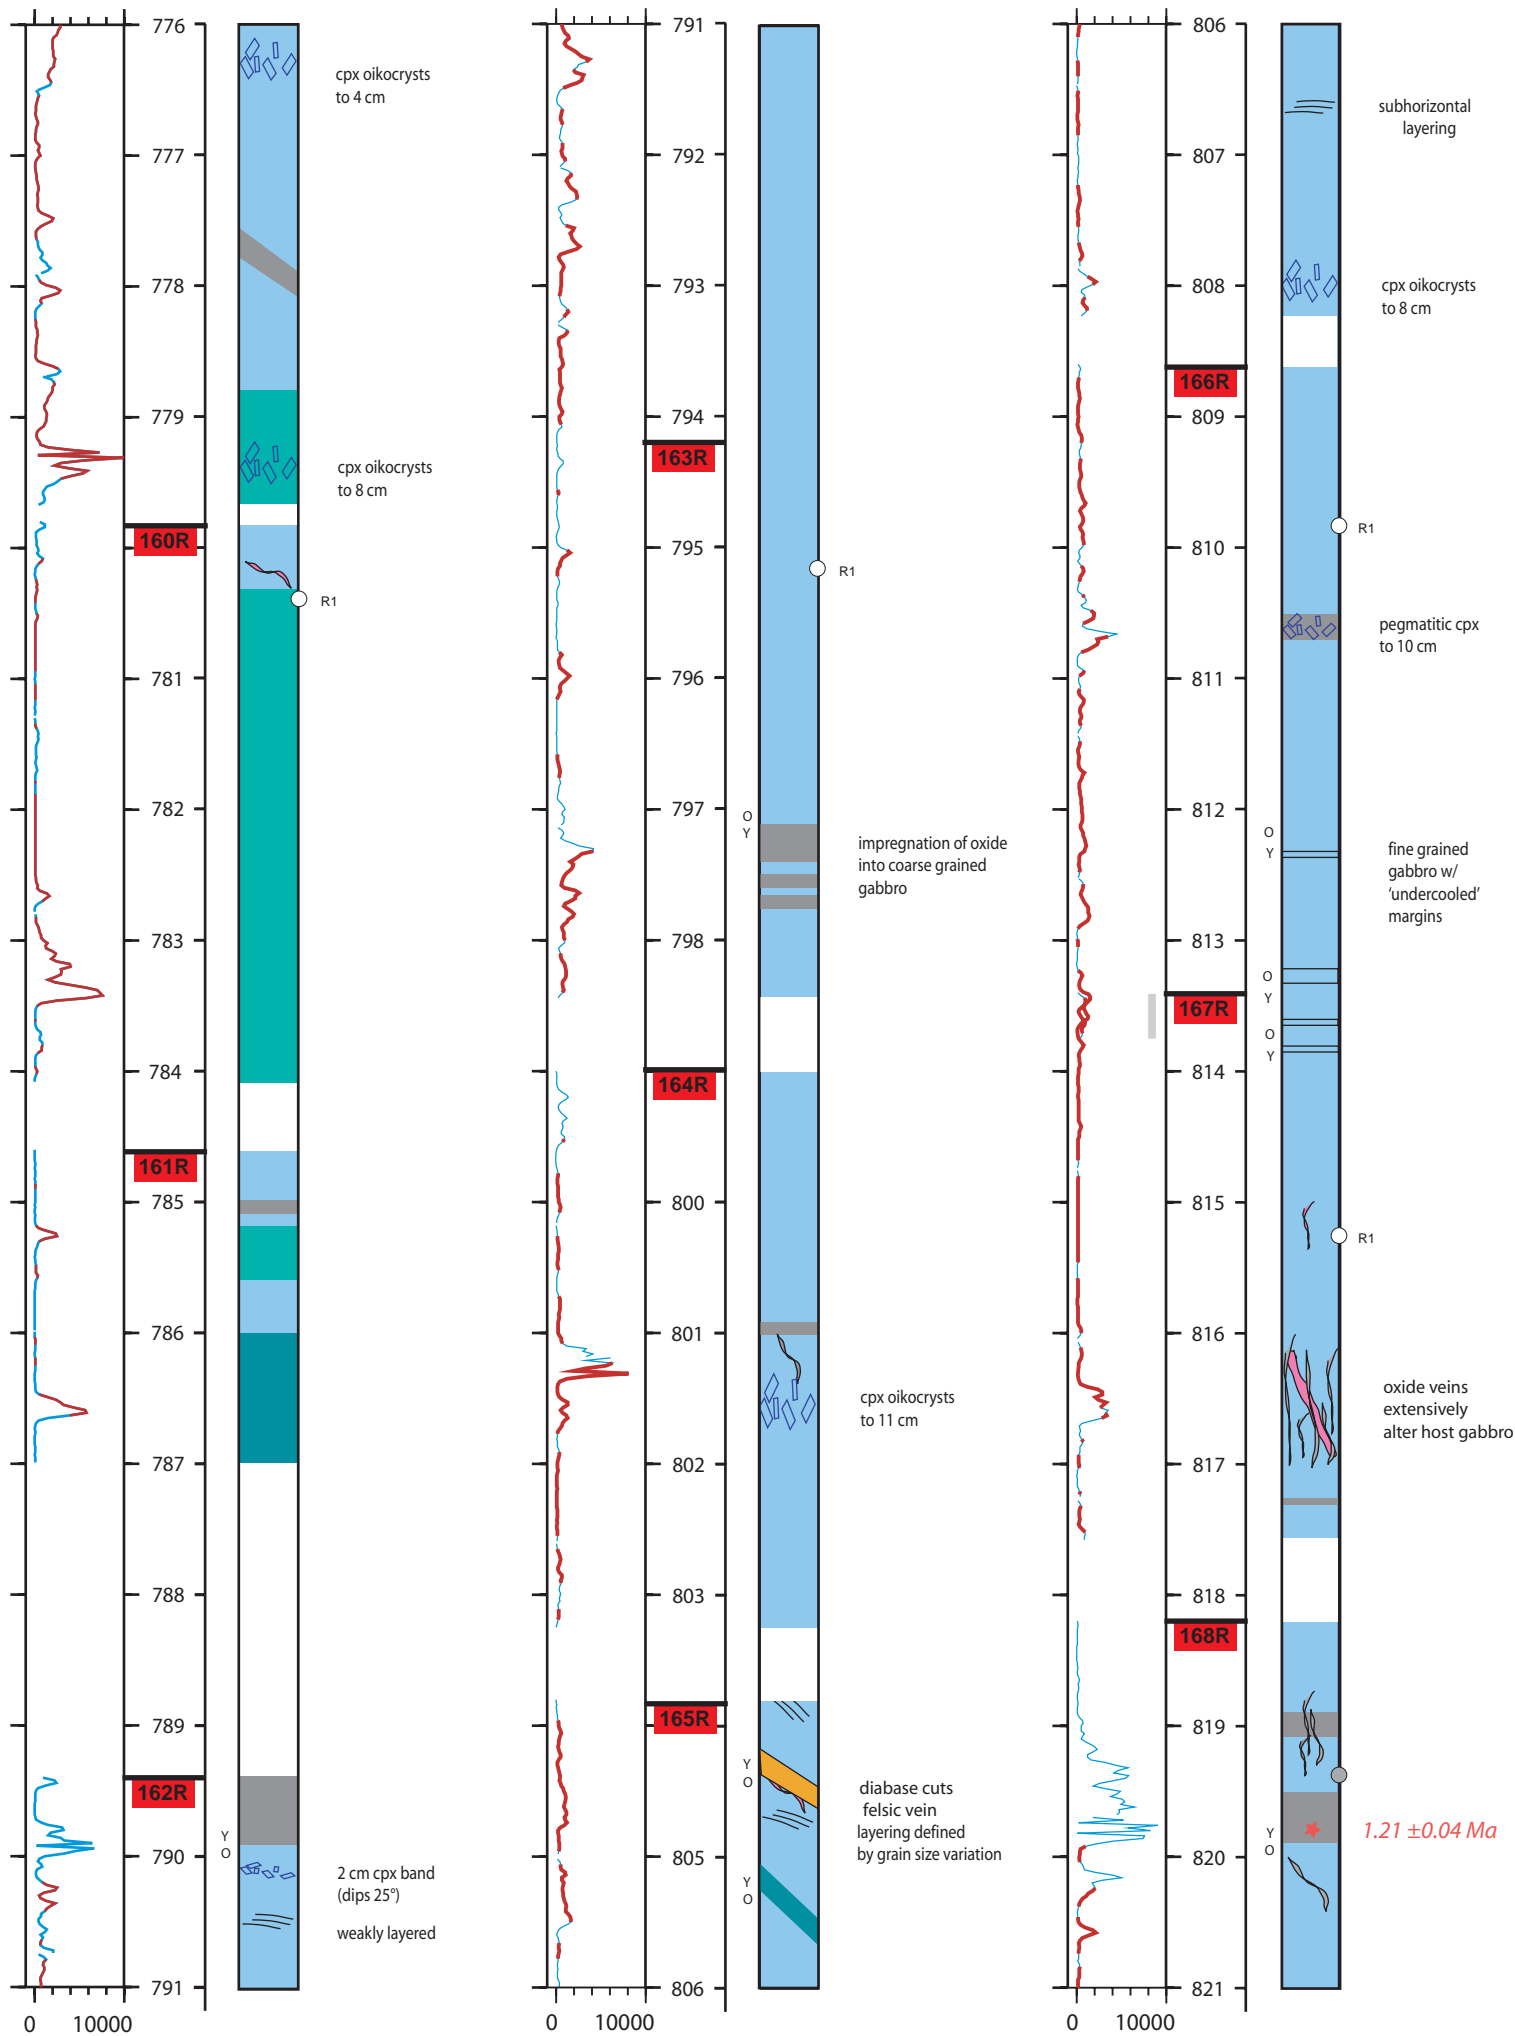 776
777
778
779
160R
781
782
783
784
161R
785
786
787
788
789
162R
790
791
0 10000
cpx oikocrysts
to 4 cm
cpx oikocrysts
to 8 cm
R1
Y
O
2 cm cpx band
(dips 25°)
weakly layered
791
792
793
794
163R
795
796
797
798
164R
800
801
802
803
165R
805
806
0 10000
R1
O
Y
impregnation of oxide
into coarse grained
gabbro
cpx oikocrysts
to 11 cm
Y
O
diabase cuts
felsic vein
layering defined
by grain size variation
Y
O
806
807
808
166R
809
810
811
812
813
167R
814
815
816
817
818
168R
819
820
821
0 10000
subhorizontal
layering
cpx oikocrysts
to 8 cm
R1
pegmatitic cpx
to 10 cm
O
Y
fine grained
gabbro w/
‘undercooled’
margins
O
Y
O
Y
R1
oxide veins
extensively
alter host gabbro
1.21 ±0.04 Ma
Y
O